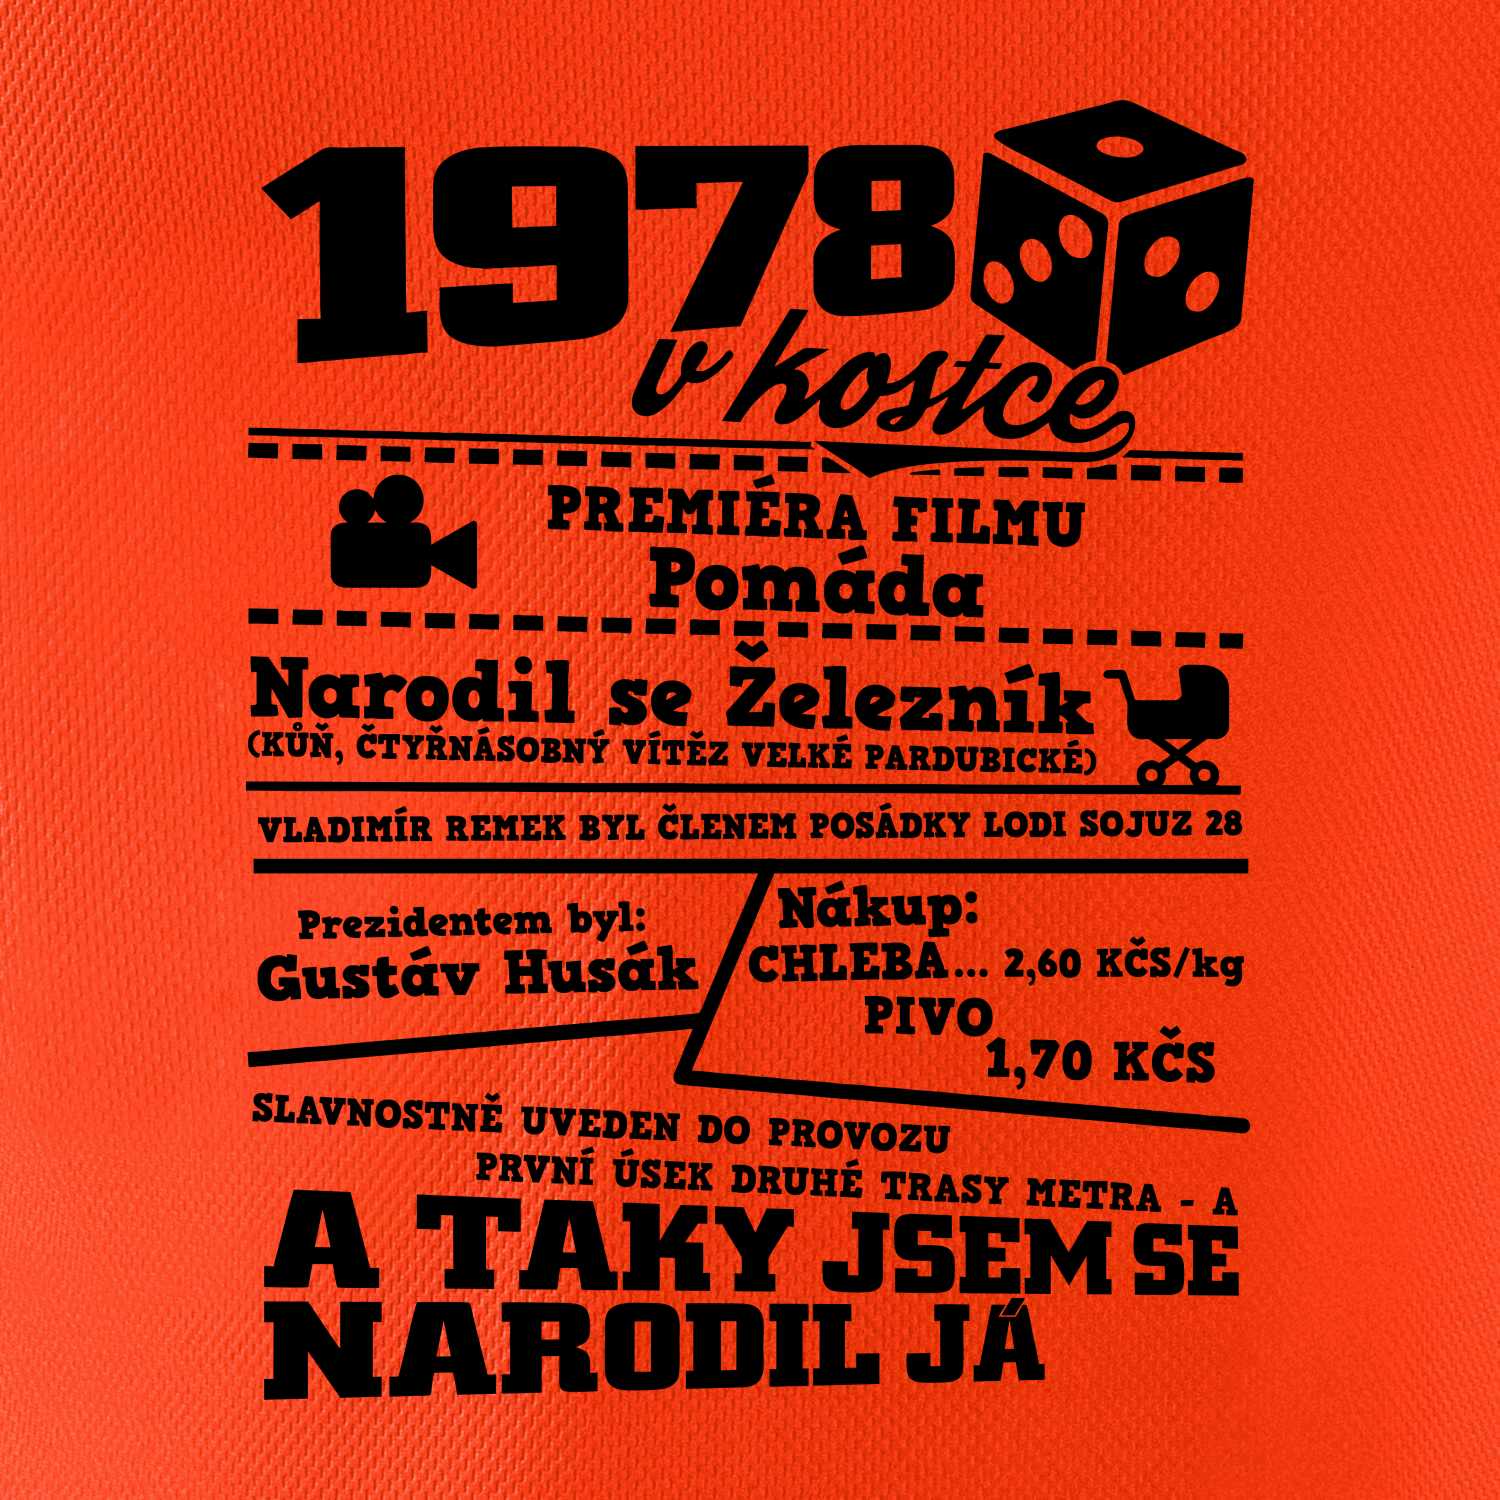 1978
v kostce
PREMIÉRA FILMU
Pomáda
Narodil se Železník
(KŮŇ, ČTYŘNÁSOBNÝ VÍTĚZ VELKÉ PARDUBICKÉ)
VLADIMÍR REMEK BYL ČLENEM POSÁDKY LODI SOJUZ 28
Prezidentem byl:
Gustáv Husák
Nákup:
CHLEBA... 2,60 KČS/kg
PIVO
1,70 KČS
SLAVNOSTNĚ UVEDEN DO PROVOZU
PRVNÍ ÚSEK DRUHÉ TRASY METRA - A
A TAKY JSEM SE
NARODIL JÁ